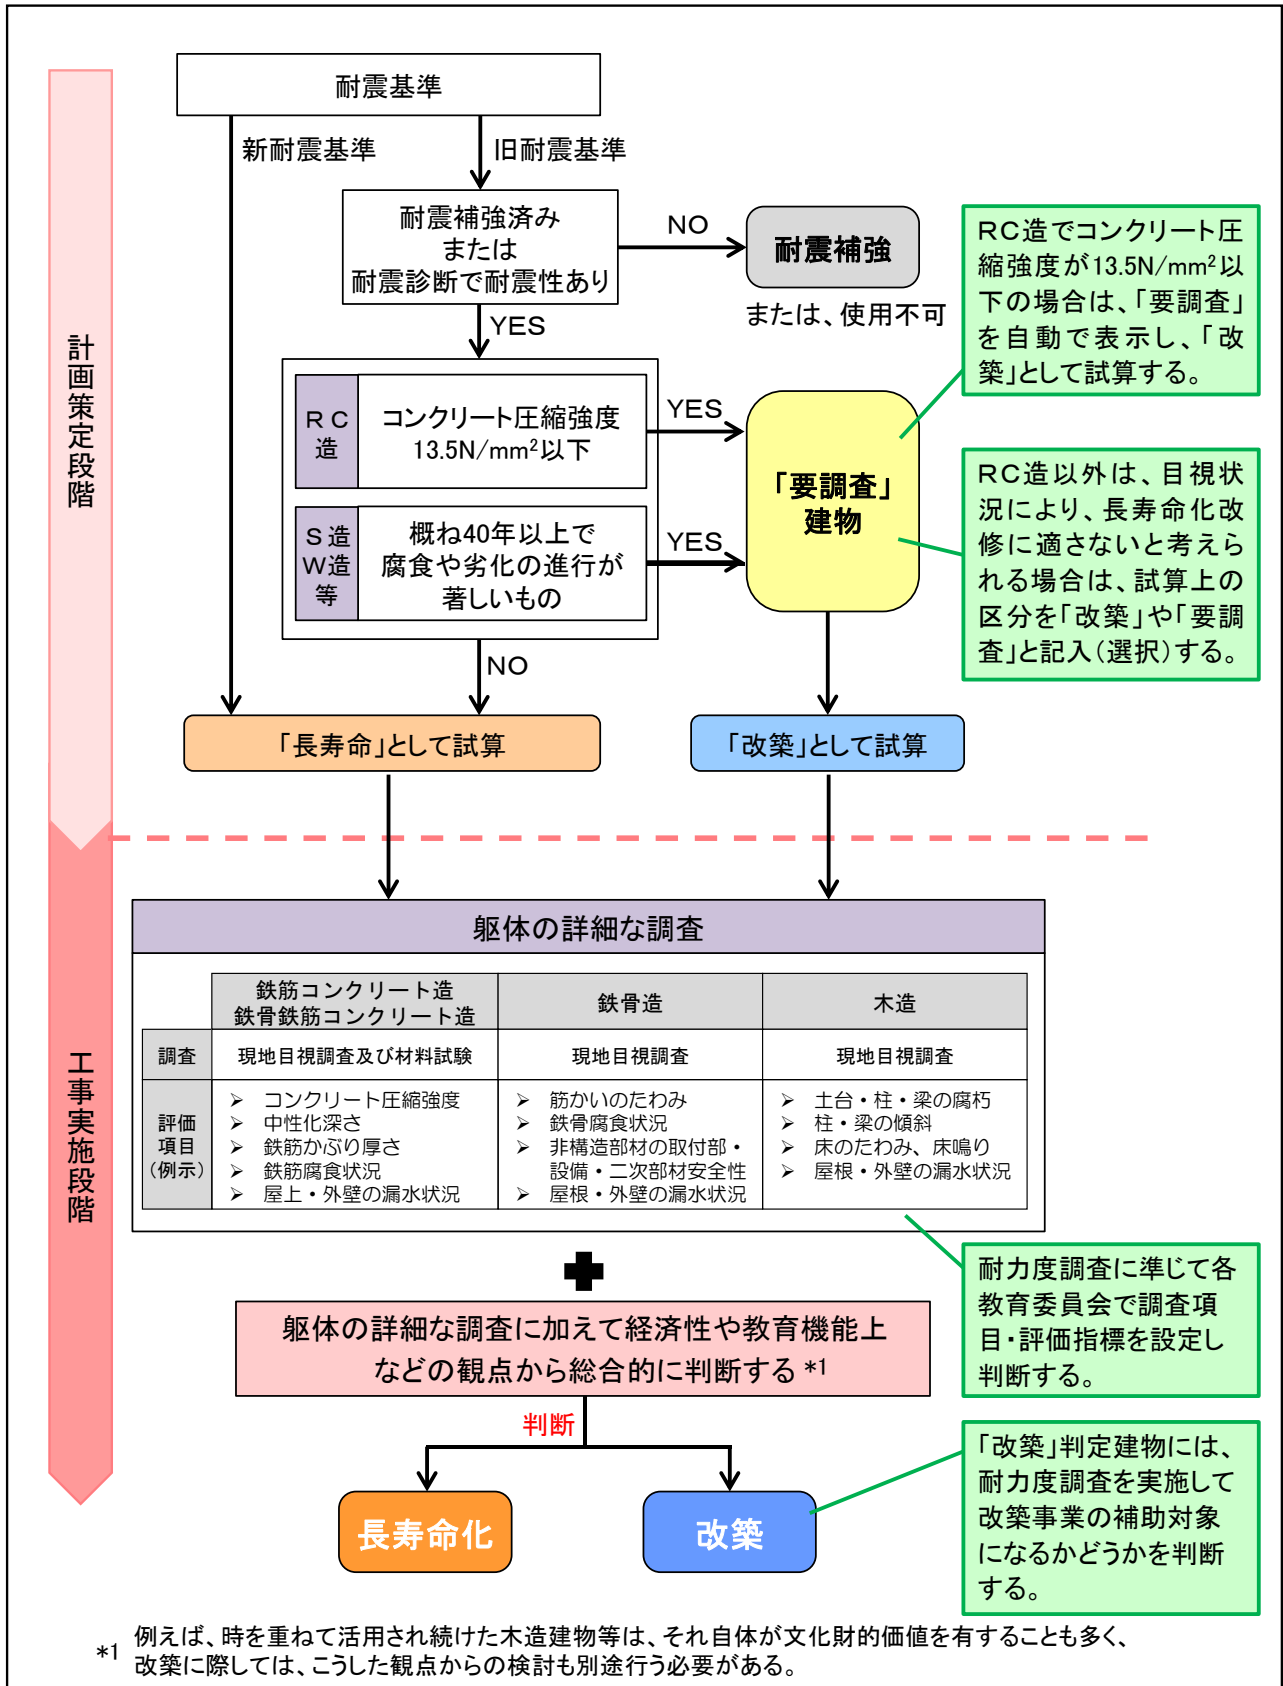 耐震基準
新耐震基準
旧耐震基準
耐震補強済み
または
耐震診断で耐震性あり
NO
耐震補強
または、使用不可
YES
RC
造
コンクリート圧縮強度
13.5N/mm²以下
YES
S造
W造
等
概ね40年以上で
腐食や劣化の進行が
著しいもの
YES
「要調査」
建物
NO
「長寿命」として試算
「改築」として試算
RC造でコンクリート圧
縮強度が13.5N/mm²以
下の場合は、「要調査」
を自動で表示し、「改
築」として試算する。
RC造以外は、目視状
況により、長寿命化改
修に適さないと考えら
れる場合は、試算上の
区分を「改築」や「要調
査」と記入(選択)する。
計画策定段階
工事実施段階
躯体の詳細な調査
鉄筋コンクリート造
鉄骨鉄筋コンクリート造
鉄骨造
木造
調査
現地目視調査及び材料試験
現地目視調査
現地目視調査
評価
項目
(例示)
➢ コンクリート圧縮強度
➢ 中性化深さ
➢ 鉄筋かぶり厚さ
➢ 鉄筋腐食状況
➢ 屋上・外壁の漏水状況
➢ 筋かいのたわみ
➢ 鉄骨腐食状況
➢ 非構造部材の取付部・
設備・二次部材安全性
➢ 屋根・外壁の漏水状況
➢ 土台・柱・梁の腐朽
➢ 柱・梁の傾斜
➢ 床のたわみ、床鳴り
➢ 屋根・外壁の漏水状況
耐力度調査に準じて各
教育委員会で調査項
目・評価指標を設定し
判断する。
躯体の詳細な調査に加えて経済性や教育機能上
などの観点から総合的に判断する *1
判断
長寿命化
改築
「改築」判定建物には、
耐力度調査を実施して
改築事業の補助対象
になるかどうかを判断
する。
*1 例えば、時を重ねて活用され続けた木造建物等は、それ自体が文化財的価値を有することも多く、
改築に際しては、こうした観点からの検討も別途行う必要がある。